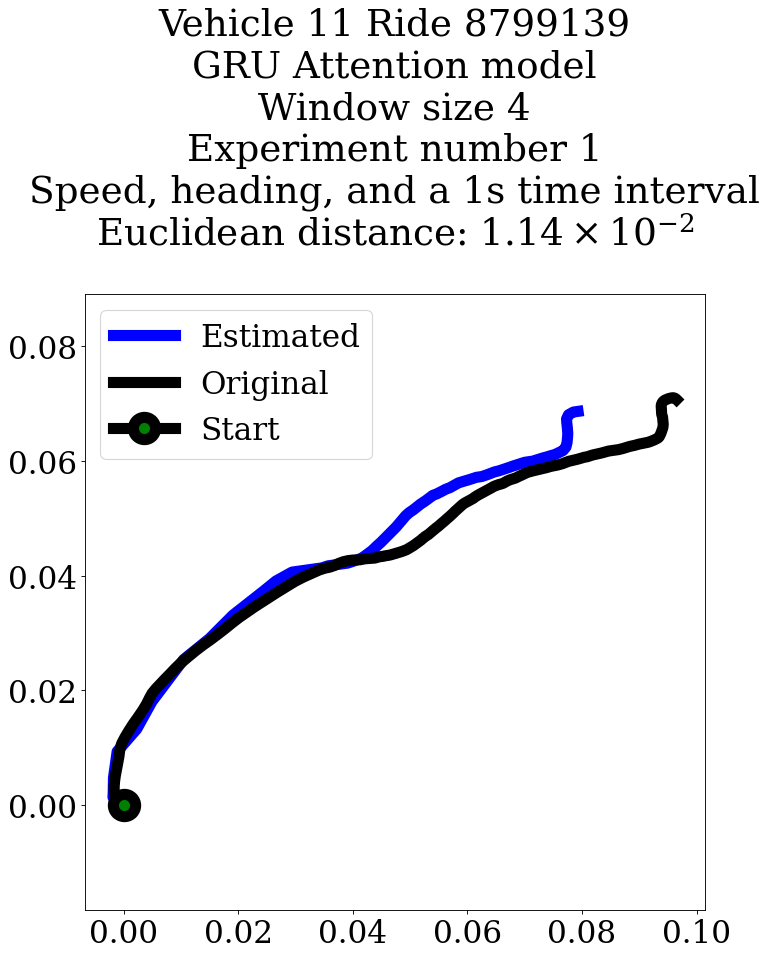 Vehicle 11 Ride 8799139
GRU Attention model
Window size 4
Experiment number 1
Speed, heading, and a 1s time interval
Euclidean distance: 1.14 × 10⁻²
Estimated
Original
Start
0.08
0.06
0.04
0.02
0.00
0.00 0.02 0.04 0.06 0.08 0.10